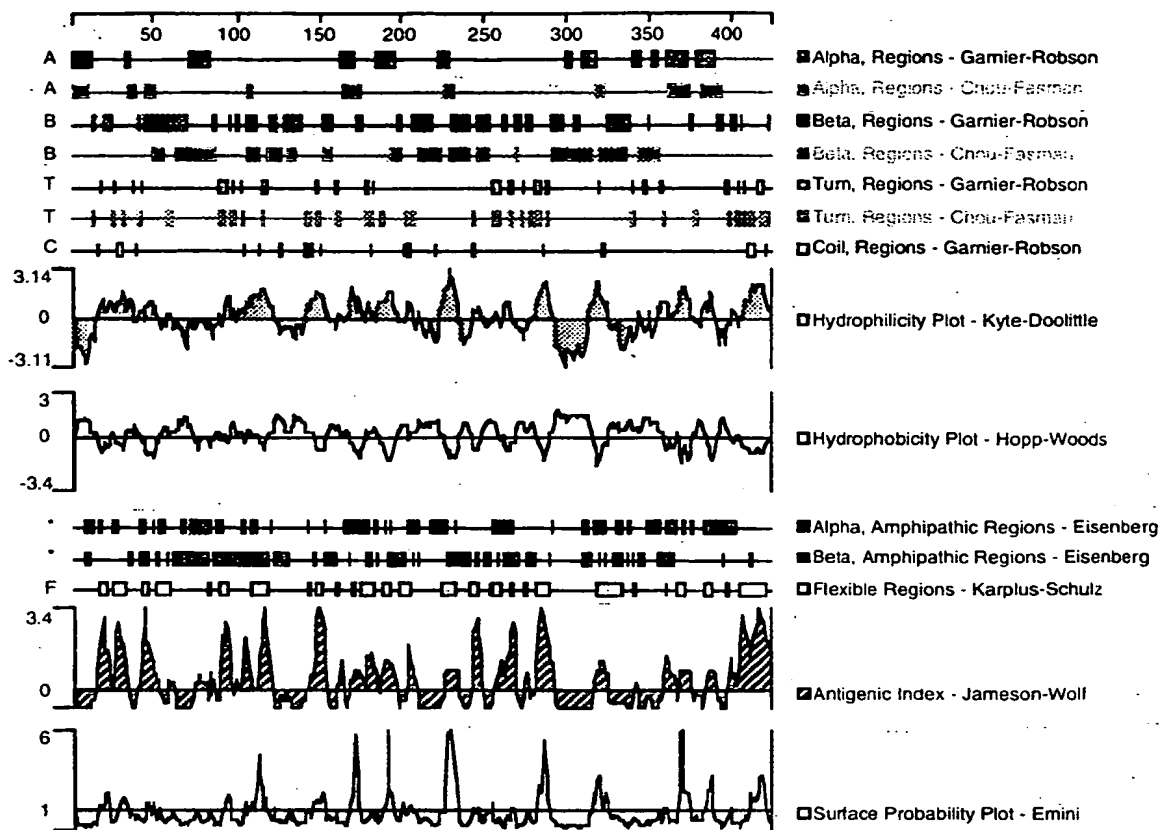 50 100 150 200 250 300 350 400
A Alpha, Regions - Garnier-Robson
A Alpha, Regions - Chou-Fasman
B Beta, Regions - Garnier-Robson
B Beta, Regions - Chou-Fasman
T Turn, Regions - Garnier-Robson
T Turn, Regions - Chou-Fasman
C Coil, Regions - Garnier-Robson
3.14
0 Hydrophilicity Plot - Kyte-Doolittle
-3.11
3
0 Hydrophobicity Plot - Hopp-Woods
-3.4
* Alpha, Amphipathic Regions - Eisenberg
* Beta, Amphipathic Regions - Eisenberg
F Flexible Regions - Karplus-Schulz
3.4
0 Antigenic Index - Jameson-Wolf
6
1 Surface Probability Plot - Emini